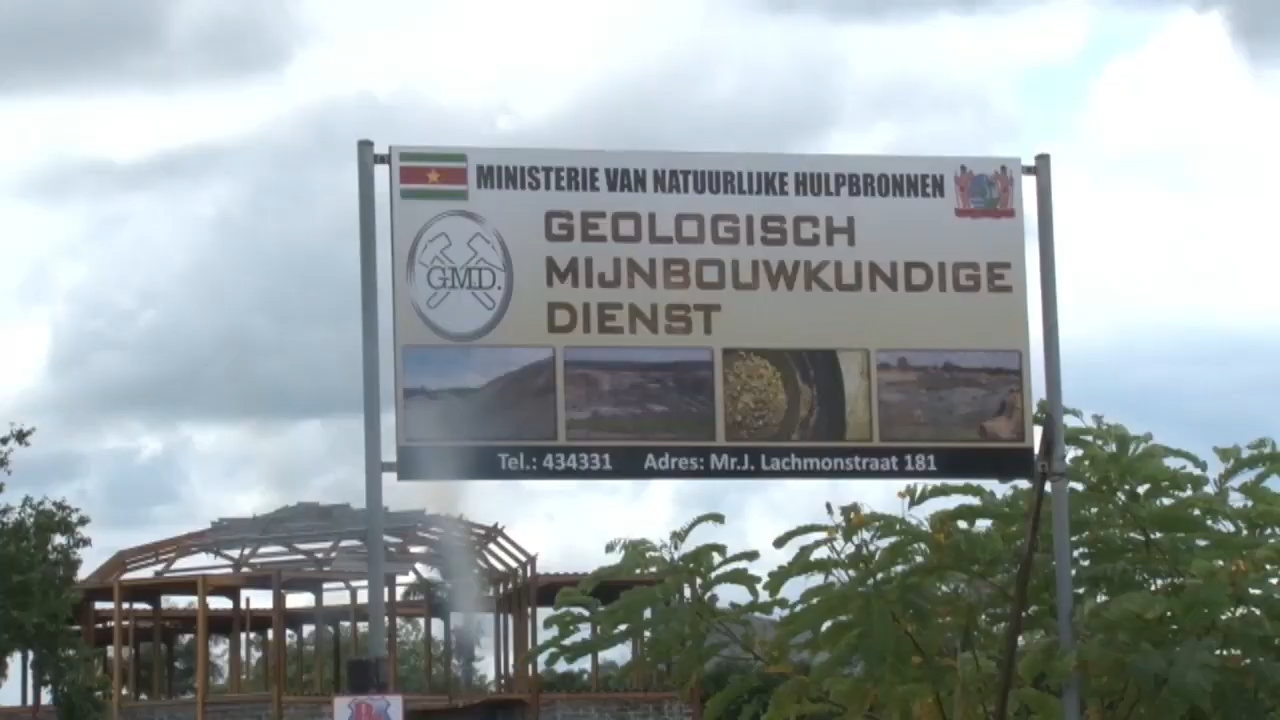 MINISTERIE VAN NATUURLIJKE HULPBRONNEN
GEOLOGISCH
MIJNBOUWKUNDIGE
DIENST
GMD.
Tel.: 434331 Adres: Mr.J. Lachmonstraat 181